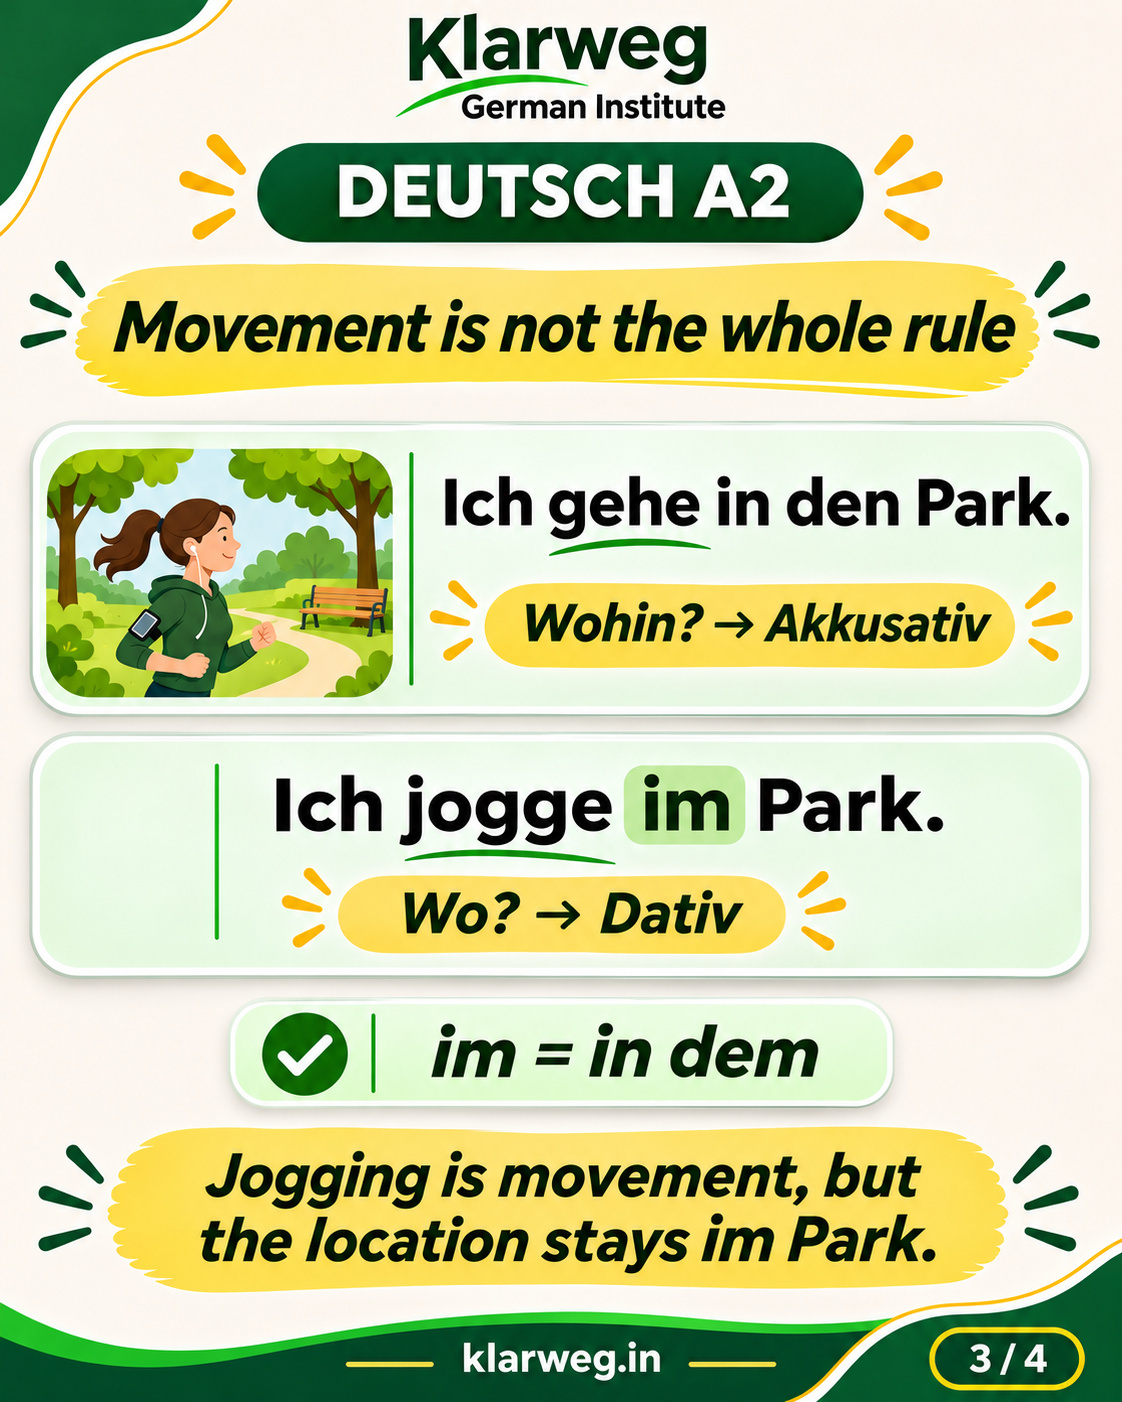 Klarweg
German Institute
DEUTSCH A2
Movement is not the whole rule
Ich gehe in den Park.
Wohin? → Akkusativ
Ich jogge im Park.
Wo? → Dativ
im = in dem
Jogging is movement, but
the location stays im Park.
klarweg.in
3 / 4